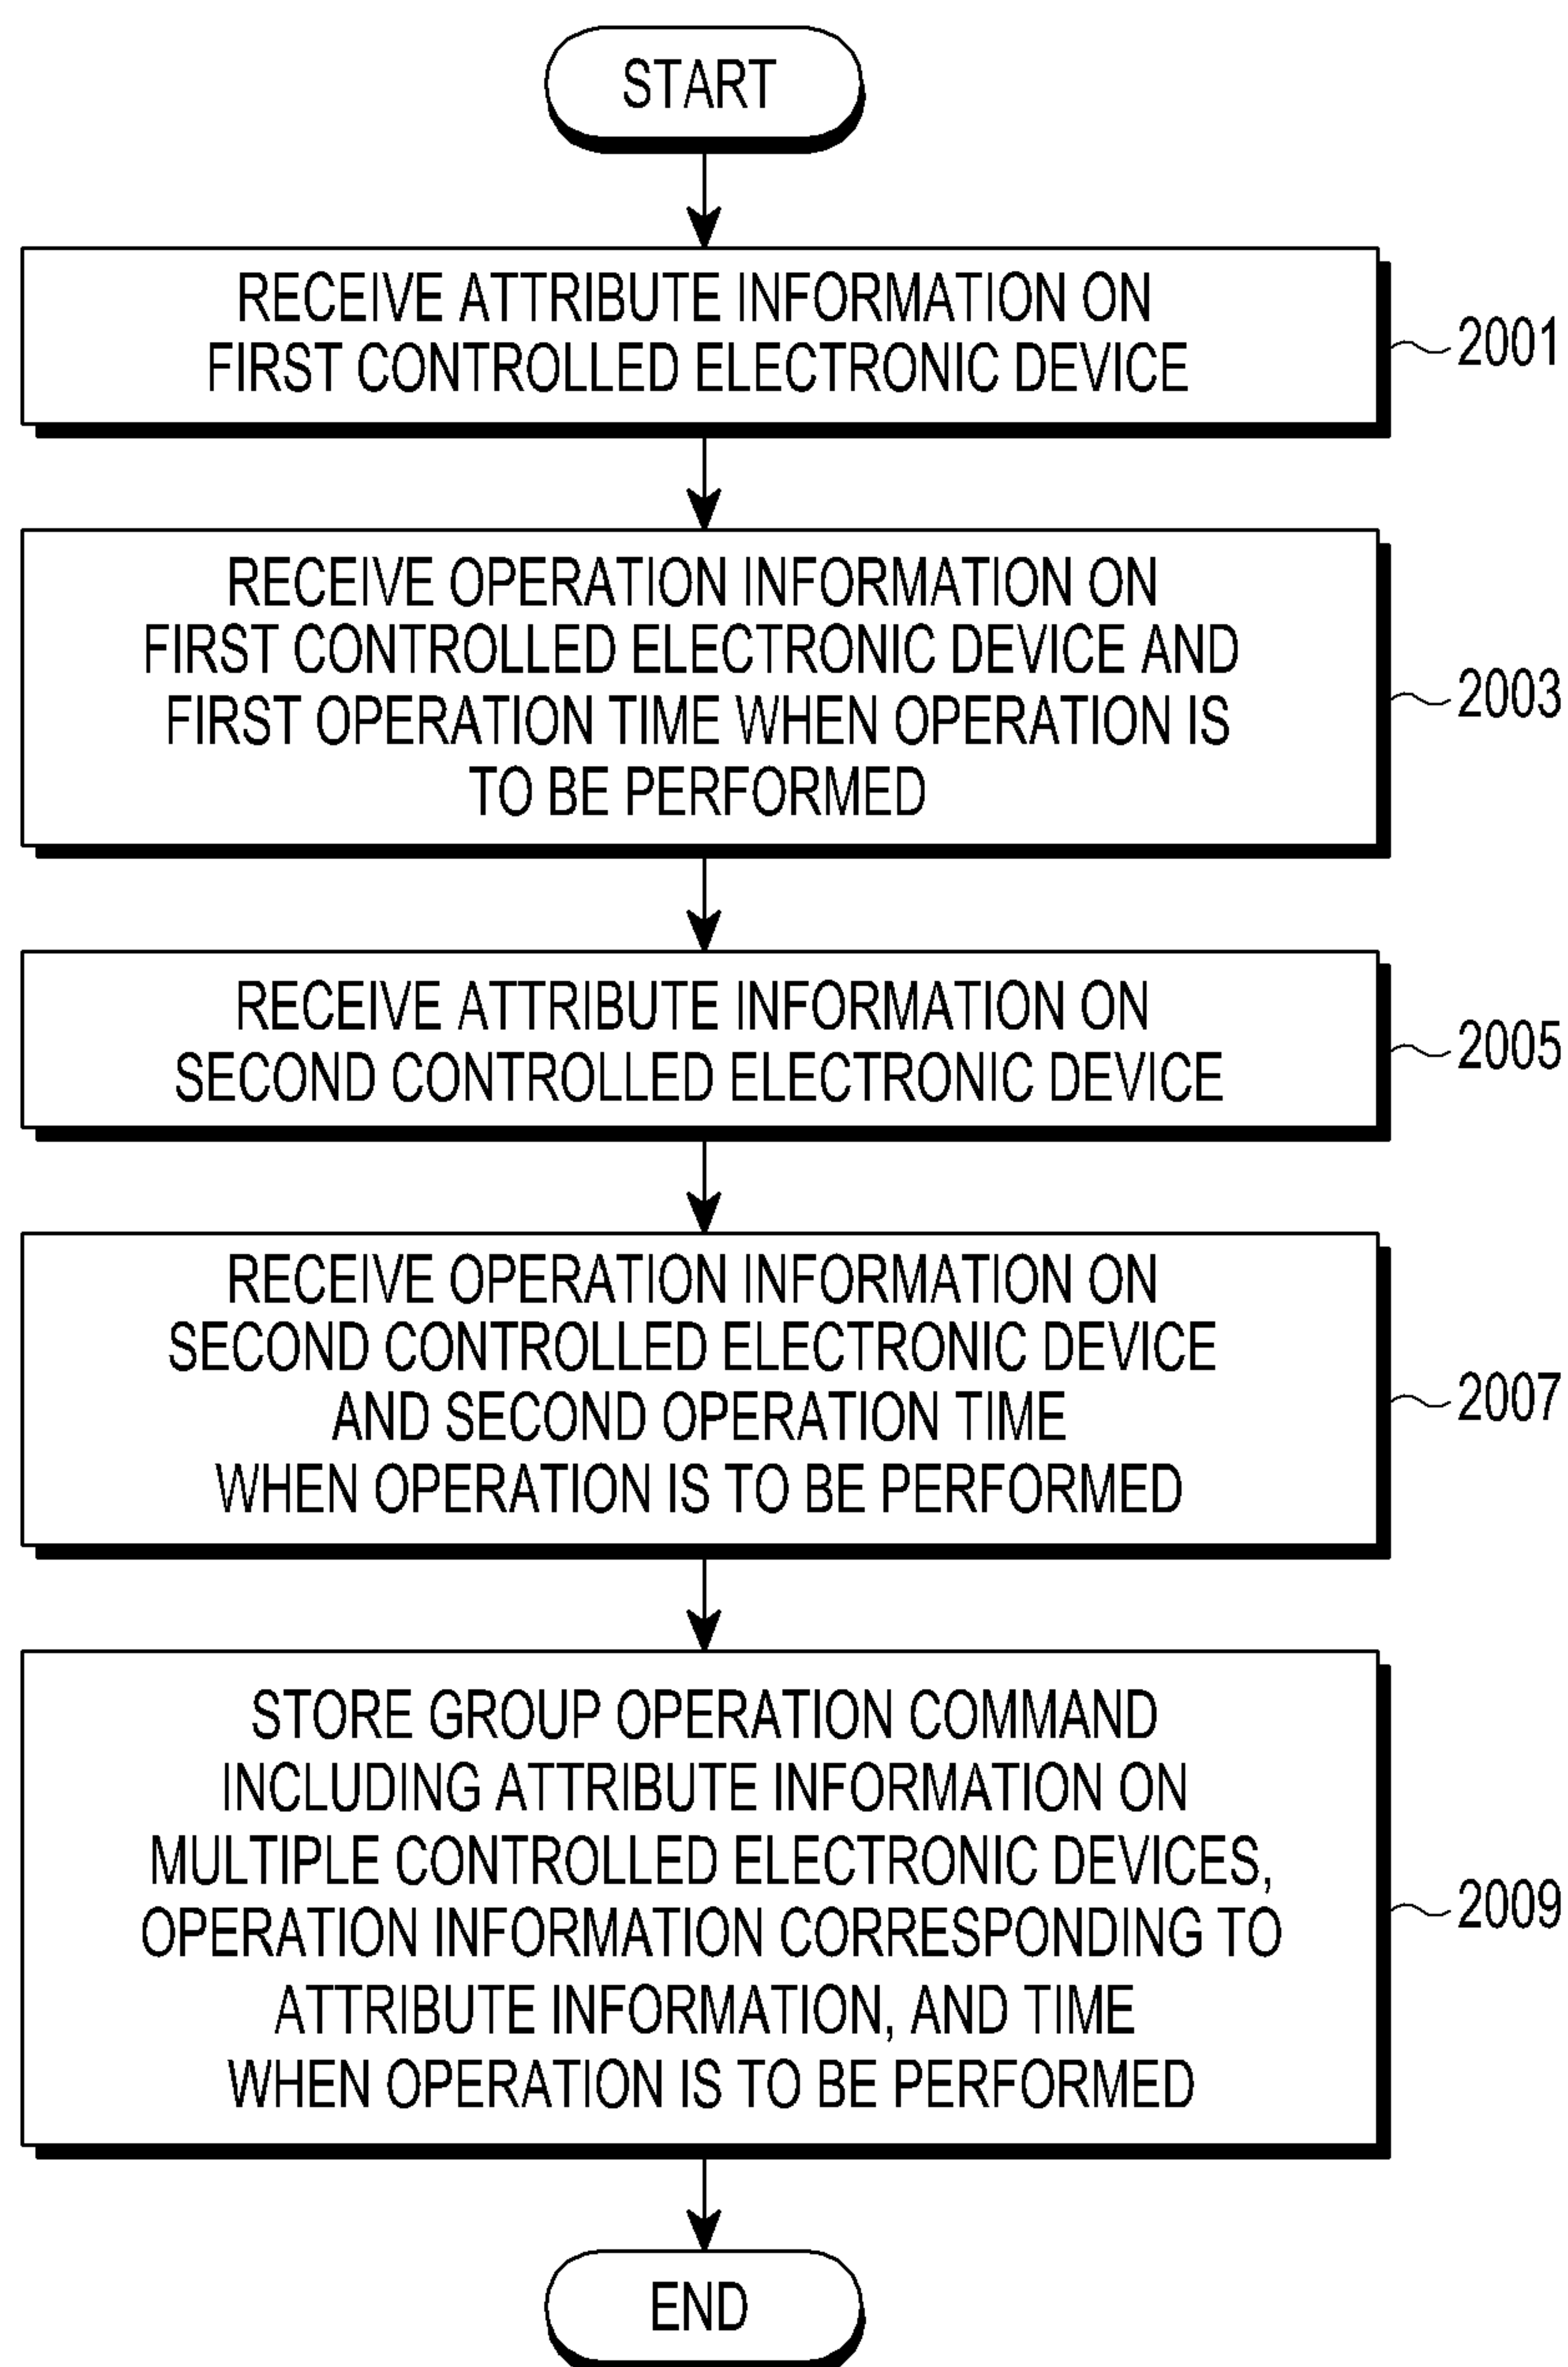 START
RECEIVE ATTRIBUTE INFORMATION ON
FIRST CONTROLLED ELECTRONIC DEVICE
2001
RECEIVE OPERATION INFORMATION ON
FIRST CONTROLLED ELECTRONIC DEVICE AND
FIRST OPERATION TIME WHEN OPERATION IS
TO BE PERFORMED
2003
RECEIVE ATTRIBUTE INFORMATION ON
SECOND CONTROLLED ELECTRONIC DEVICE
2005
RECEIVE OPERATION INFORMATION ON
SECOND CONTROLLED ELECTRONIC DEVICE
AND SECOND OPERATION TIME
WHEN OPERATION IS TO BE PERFORMED
2007
STORE GROUP OPERATION COMMAND
INCLUDING ATTRIBUTE INFORMATION ON
MULTIPLE CONTROLLED ELECTRONIC DEVICES,
OPERATION INFORMATION CORRESPONDING TO
ATTRIBUTE INFORMATION, AND TIME
WHEN OPERATION IS TO BE PERFORMED
2009
END